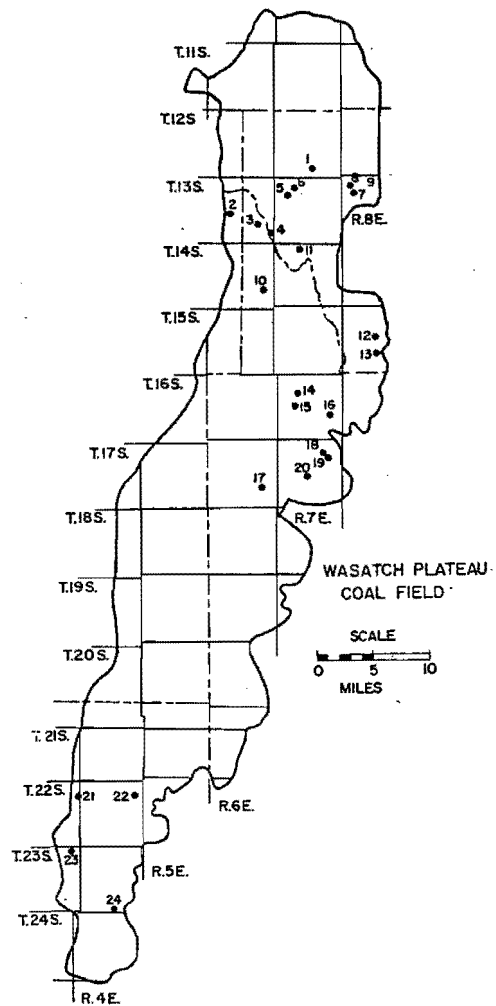 T.11S.
T.12S
1
T.13S.
5 6
8 9
7
2
R.8E.
3 4
T.14S.
11
10
T.15S.
12
13
T.16S.
14
15 16
T.17S.
18
19
20
17
T.18S.
R.7E.
WASATCH PLATEAU
COAL FIELD
T.19S.
SCALE
0 5 10
MILES
T.20S.
T.21S.
T.22S.
21 22
R.6E.
T.23S.
23
R.5E.
24
T.24S.
R.4E.